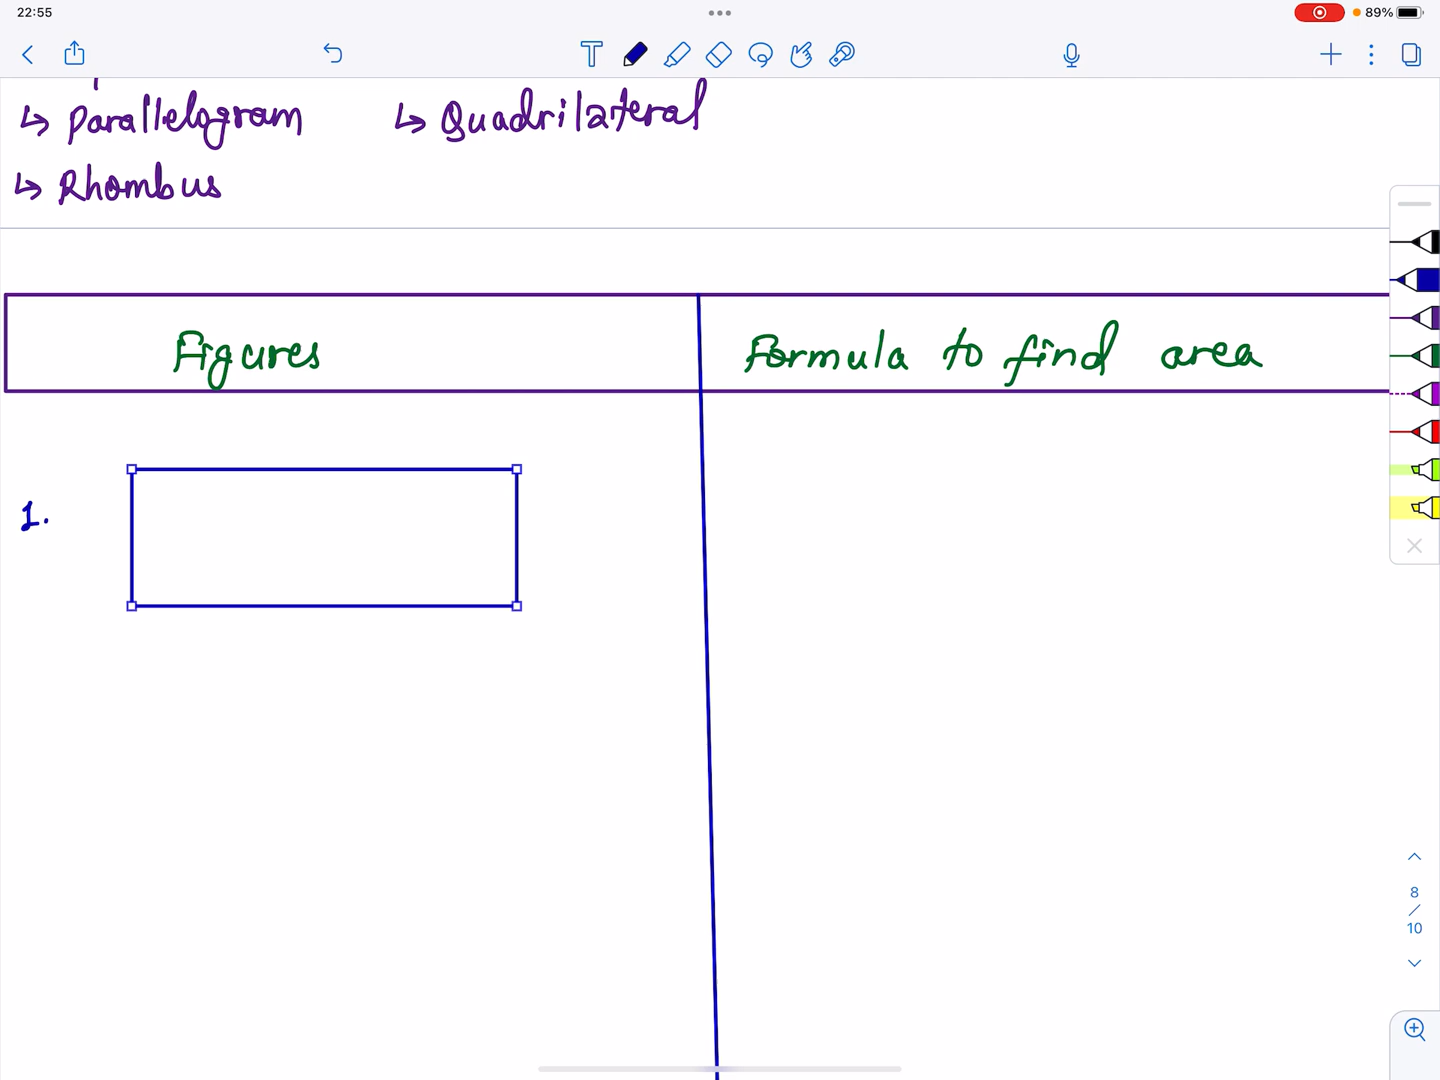 22:55
89%
↳ Parallelogram ↳ Quadrilateral
↳ Rhombus
Figures Formula to find area
1.
8
/
10